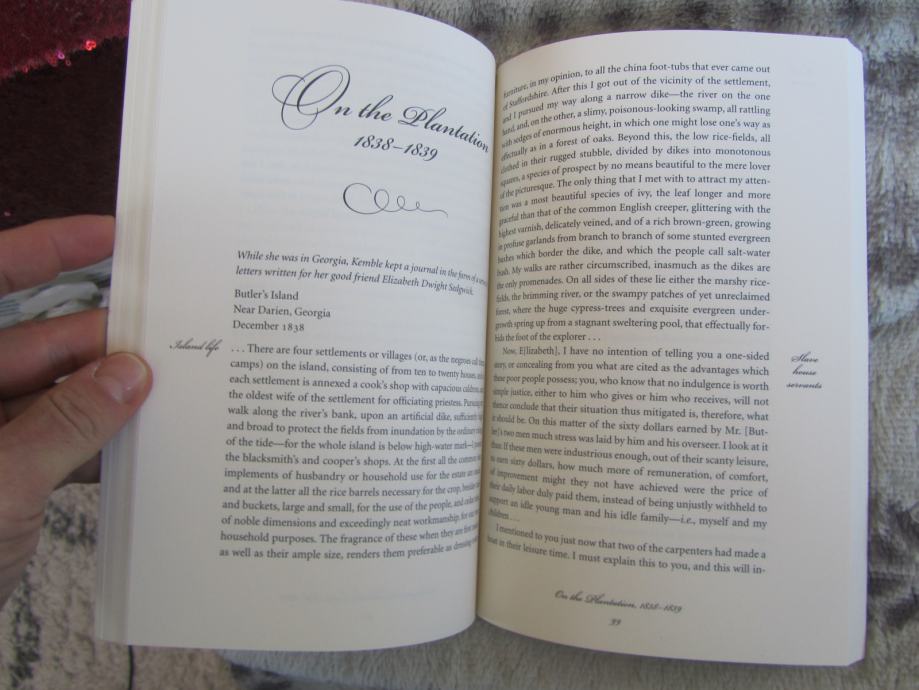 On the Plantation
1838–1839
While she was in Georgia, Kemble kept a journal in the form of
letters written for her good friend Elizabeth Dwight Sedgwick.
Butler's Island
Near Darien, Georgia
December 1838
Island life
. . . There are four settlements or villages (or, as the negroes call
camps) on the island, consisting of from ten to twenty houses,
each settlement is annexed a cook's shop with capacious
the oldest wife of the settlement for officiating priestess.
walk along the river's bank, upon an artificial dike, sufficiently
and broad to protect the fields from inundation by the ordinary
of the tide—for the whole island is below high-water mark—I
the blacksmith's and cooper's shops. At the first all the common
implements of husbandry or household use for the estate are
and at the latter all the rice barrels necessary for the crop,
and buckets, large and small, for the use of the people, and
of noble dimensions and exceedingly neat workmanship, for
household purposes. The fragrance of these when they are first
as well as their ample size, renders them preferable as dressing
furniture, in my opinion, to all the china foot-tubs that ever came out
of Staffordshire. After this I got out of the vicinity of the settlement,
and I pursued my way along a narrow dike—the river on the one
hand, and, on the other, a slimy, poisonous-looking swamp, all rattling
with sedges of enormous height, in which one might lose one's way as
effectually as in a forest of oaks. Beyond this, the low rice-fields, all
clothed in their rugged stubble, divided by dikes into monotonous
squares, a species of prospect by no means beautiful to the mere lover
of the picturesque. The only thing that I met with to attract my atten-
tion was a most beautiful species of ivy, the leaf longer and more
graceful than that of the common English creeper, glittering with the
highest varnish, delicately veined, and of a rich brown-green, growing
in profuse garlands from branch to branch of some stunted evergreen
bushes which border the dike, and which the people call salt-water
bush. My walks are rather circumscribed, inasmuch as the dikes are
the only promenades. On all sides of these lie either the marshy rice-
fields, the brimming river, or the swampy patches of yet unreclaimed
forest, where the huge cypress-trees and exquisite evergreen under-
growth spring up from a stagnant sweltering pool, that effectually for-
bids the foot of the explorer . . .
Now, E[lizabeth], I have no intention of telling you a one-sided
story, or concealing from you what are cited as the advantages which
these poor people possess; you, who know that no indulgence is worth
simple justice, either to him who gives or him who receives, will not
thence conclude that their situation thus mitigated is, therefore, what
it should be. On this matter of the sixty dollars earned by Mr. [But-
ler]'s two men much stress was laid by him and his overseer. I look at it
thus: If these men were industrious enough, out of their scanty leisure,
to earn sixty dollars, how much more of remuneration, of comfort,
of improvement might they not have achieved were the price of
their daily labor duly paid them, instead of being unjustly withheld to
support an idle young man and his idle family—i.e., myself and my
children . . .
I mentioned to you just now that two of the carpenters had made a
boat in their leisure time. I must explain this to you, and this will in-
Slave
house
servants
On the Plantation, 1838–1839
39